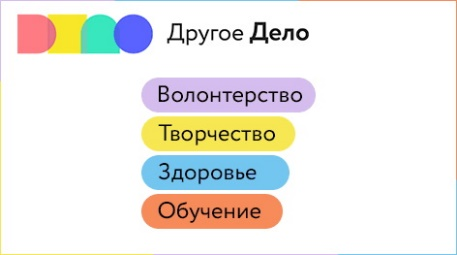 Другое Дело
Волонтерство
Творчество
Здоровье
Обучение